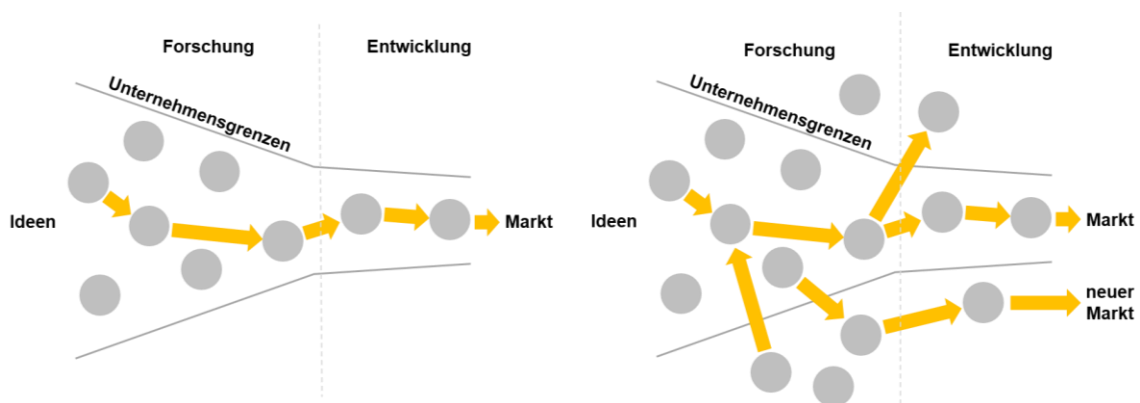 Forschung
Entwicklung
Unternehmensgrenzen
Ideen
Markt
Forschung
Entwicklung
Unternehmensgrenzen
Ideen
Markt
neuer
Markt